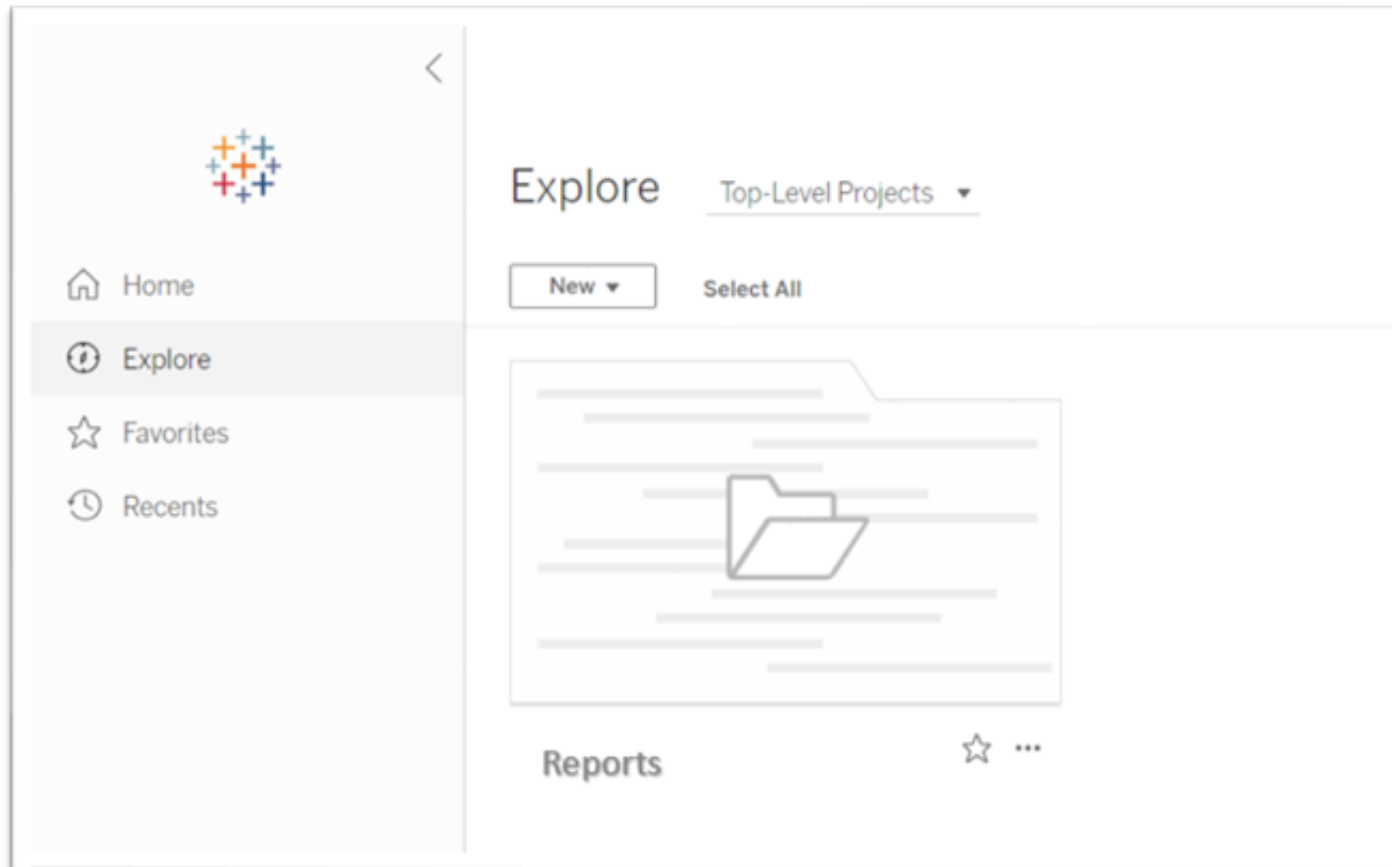 Home
Explore
Favorites
Recents
Explore
Top-Level Projects
New
Select All
Reports